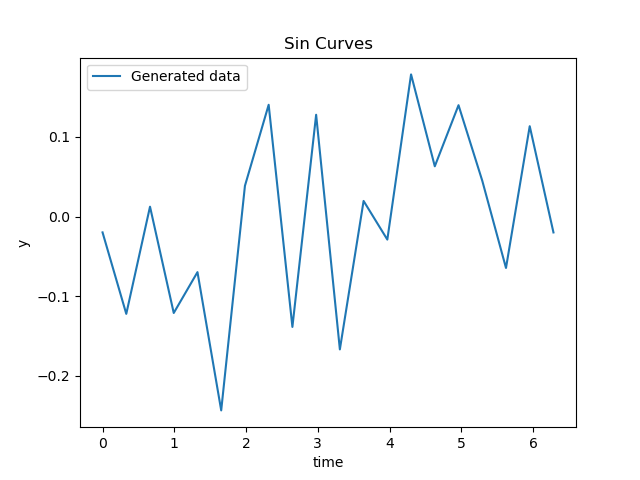 Sin Curves
Generated data
0.1
0.0
−0.1
−0.2
y
0 1 2 3 4 5 6
time